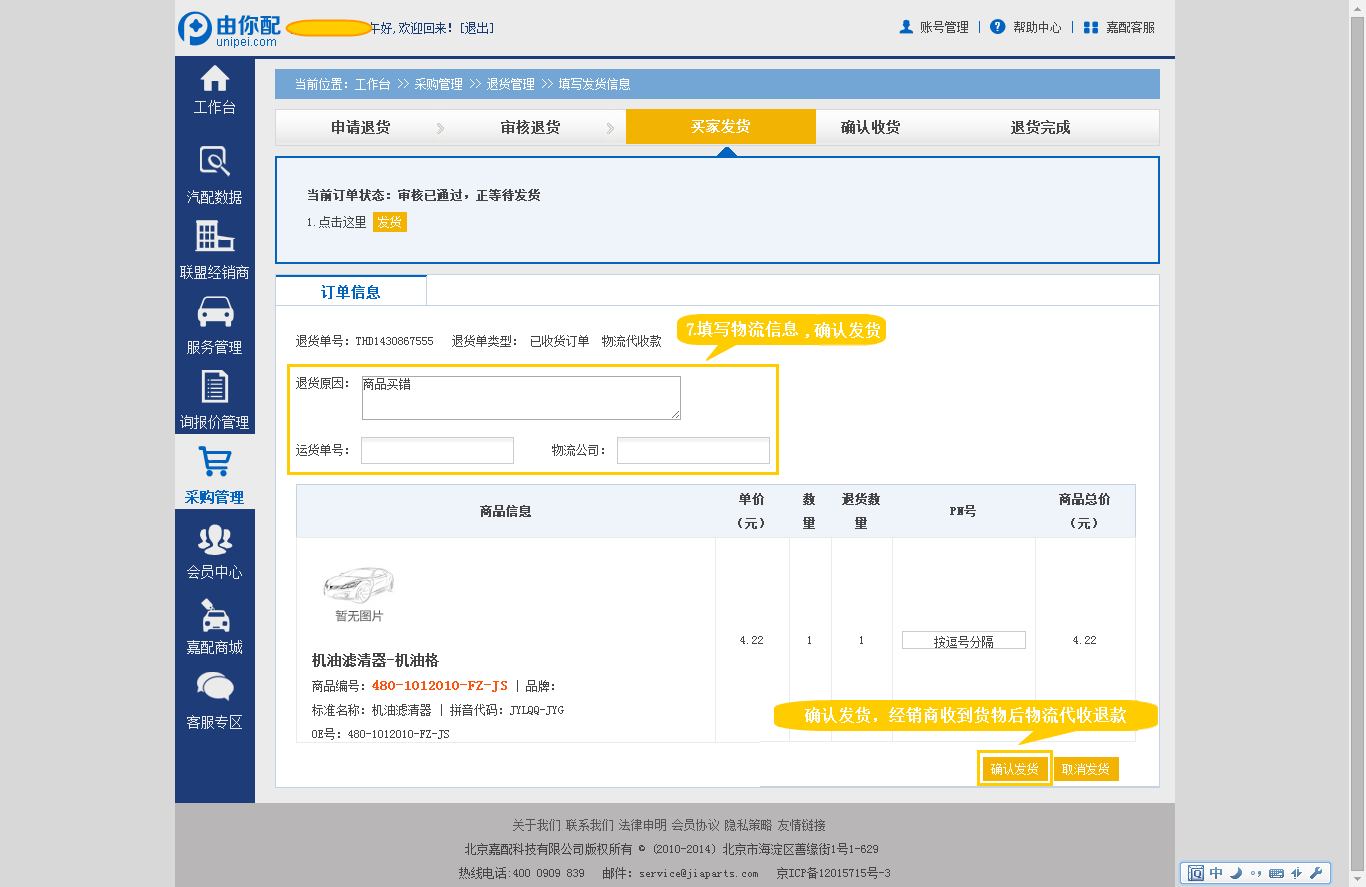 由你配
unipei.com
午好,欢迎回来! [退出]
账号管理 | 帮助中心 | 嘉配客服
工作台
汽配数据
联盟经销商
服务管理
询报价管理
采购管理
会员中心
嘉配商城
客服专区
当前位置: 工作台 >> 采购管理 >> 退货管理 >> 填写发货信息
申请退货 审核退货 买家发货 确认收货 退货完成
当前订单状态:审核已通过，正等待发货
1.点击这里 发货
订单信息
7.填写物流信息，确认发货
退货单号: THD1430867555 退货单类型: 已收货订单 物流代收款
退货原因: 商品买错
运货单号: 物流公司:
商品信息 单价（元） 数量 退货数量 PN号 商品总价（元）
暂无图片
机油滤清器-机油格
商品编号: 480-1012010-FZ-JS | 品牌:
标准名称: 机油滤清器 | 拼音代码: JYLQQ-JYG
OE号: 480-1012010-FZ-JS
4.22 1 1 按逗号分隔 4.22
确认发货，经销商收到货物后物流代收退款
确认发货 取消发货
关于我们 联系我们 法律申明 会员协议 隐私策略 友情链接
北京嘉配科技有限公司版权所有 © (2010-2014) 北京市海淀区善缘街1号1-629
热线电话:400 0909 839 邮件: service@jiaparts.com 京ICP备12015715号-3
中